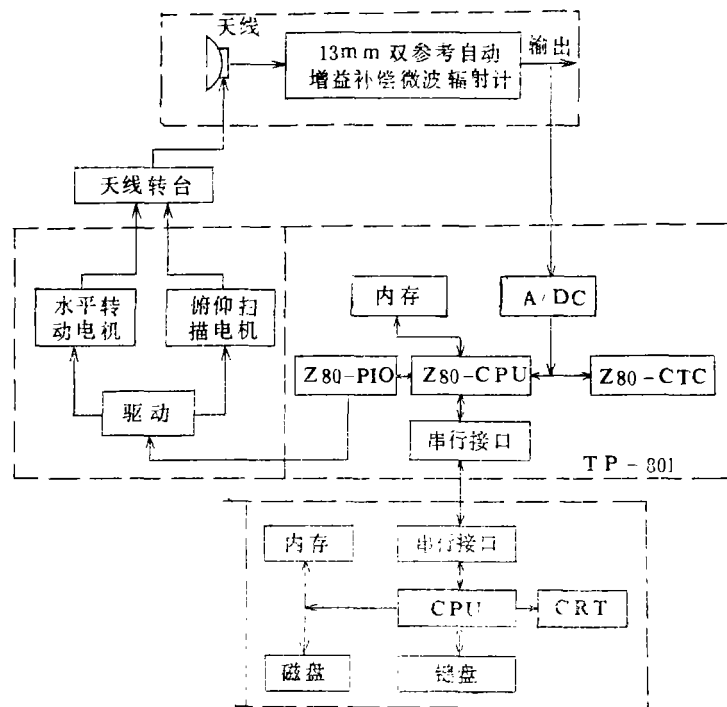 天线
13mm双参考自动
增益补偿微波辐射计
输出
天线转台
水平转
动电机
俯仰扫
描电机
驱动
内存
A/DC
Z80-PIO
Z80-CPU
Z80-CTC
串行接口
TP-801
内存
串行接口
CPU
CRT
磁盘
键盘